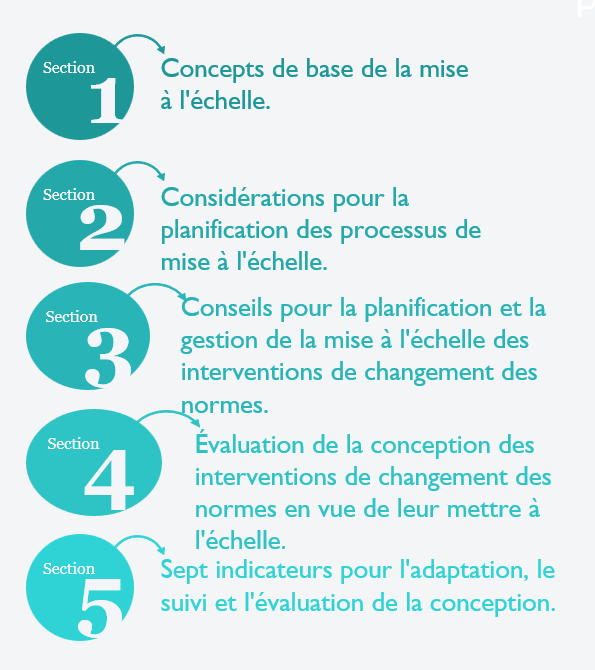 Section
1
Concepts de base de la mise
à l'échelle.
Section
2
Considérations pour la
planification des processus de
mise à l'échelle.
Section
3
Conseils pour la planification et la
gestion de la mise à l'échelle des
interventions de changement des
normes.
Section
4
Évaluation de la conception des
interventions de changement des
normes en vue de leur mettre à
l'échelle.
Section
5
Sept indicateurs pour l'adaptation, le
suivi et l'évaluation de la conception.